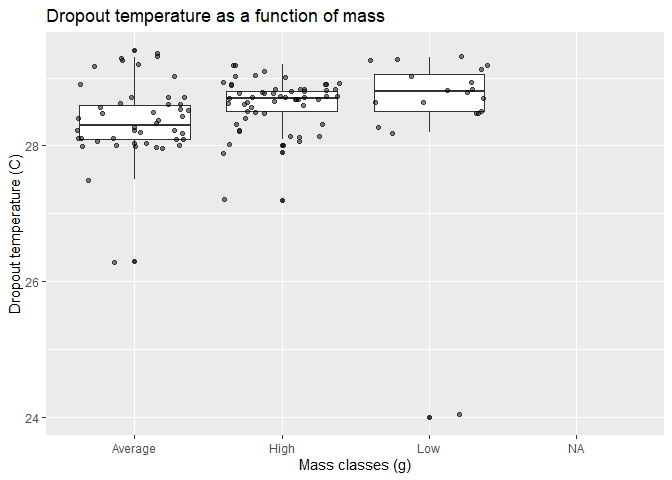 Dropout temperature as a function of mass
Dropout temperature (C)
28
26
24
Average High Low NA
Mass classes (g)